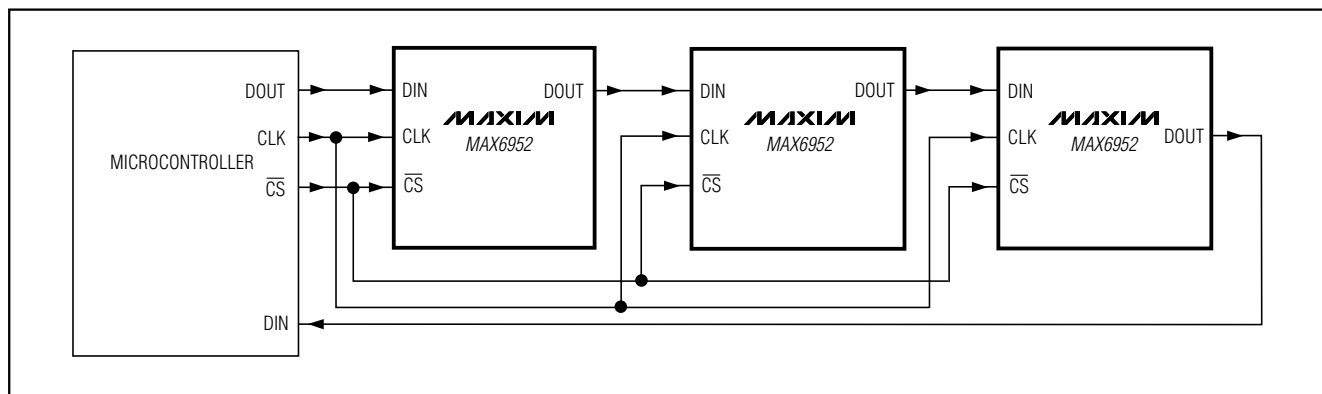 MICROCONTROLLER
DOUT
CLK
CS
DIN
DIN
CLK
CS
DOUT
MAXIM
MAX6952
DIN
CLK
CS
DOUT
MAXIM
MAX6952
DIN
CLK
CS
DOUT
MAXIM
MAX6952